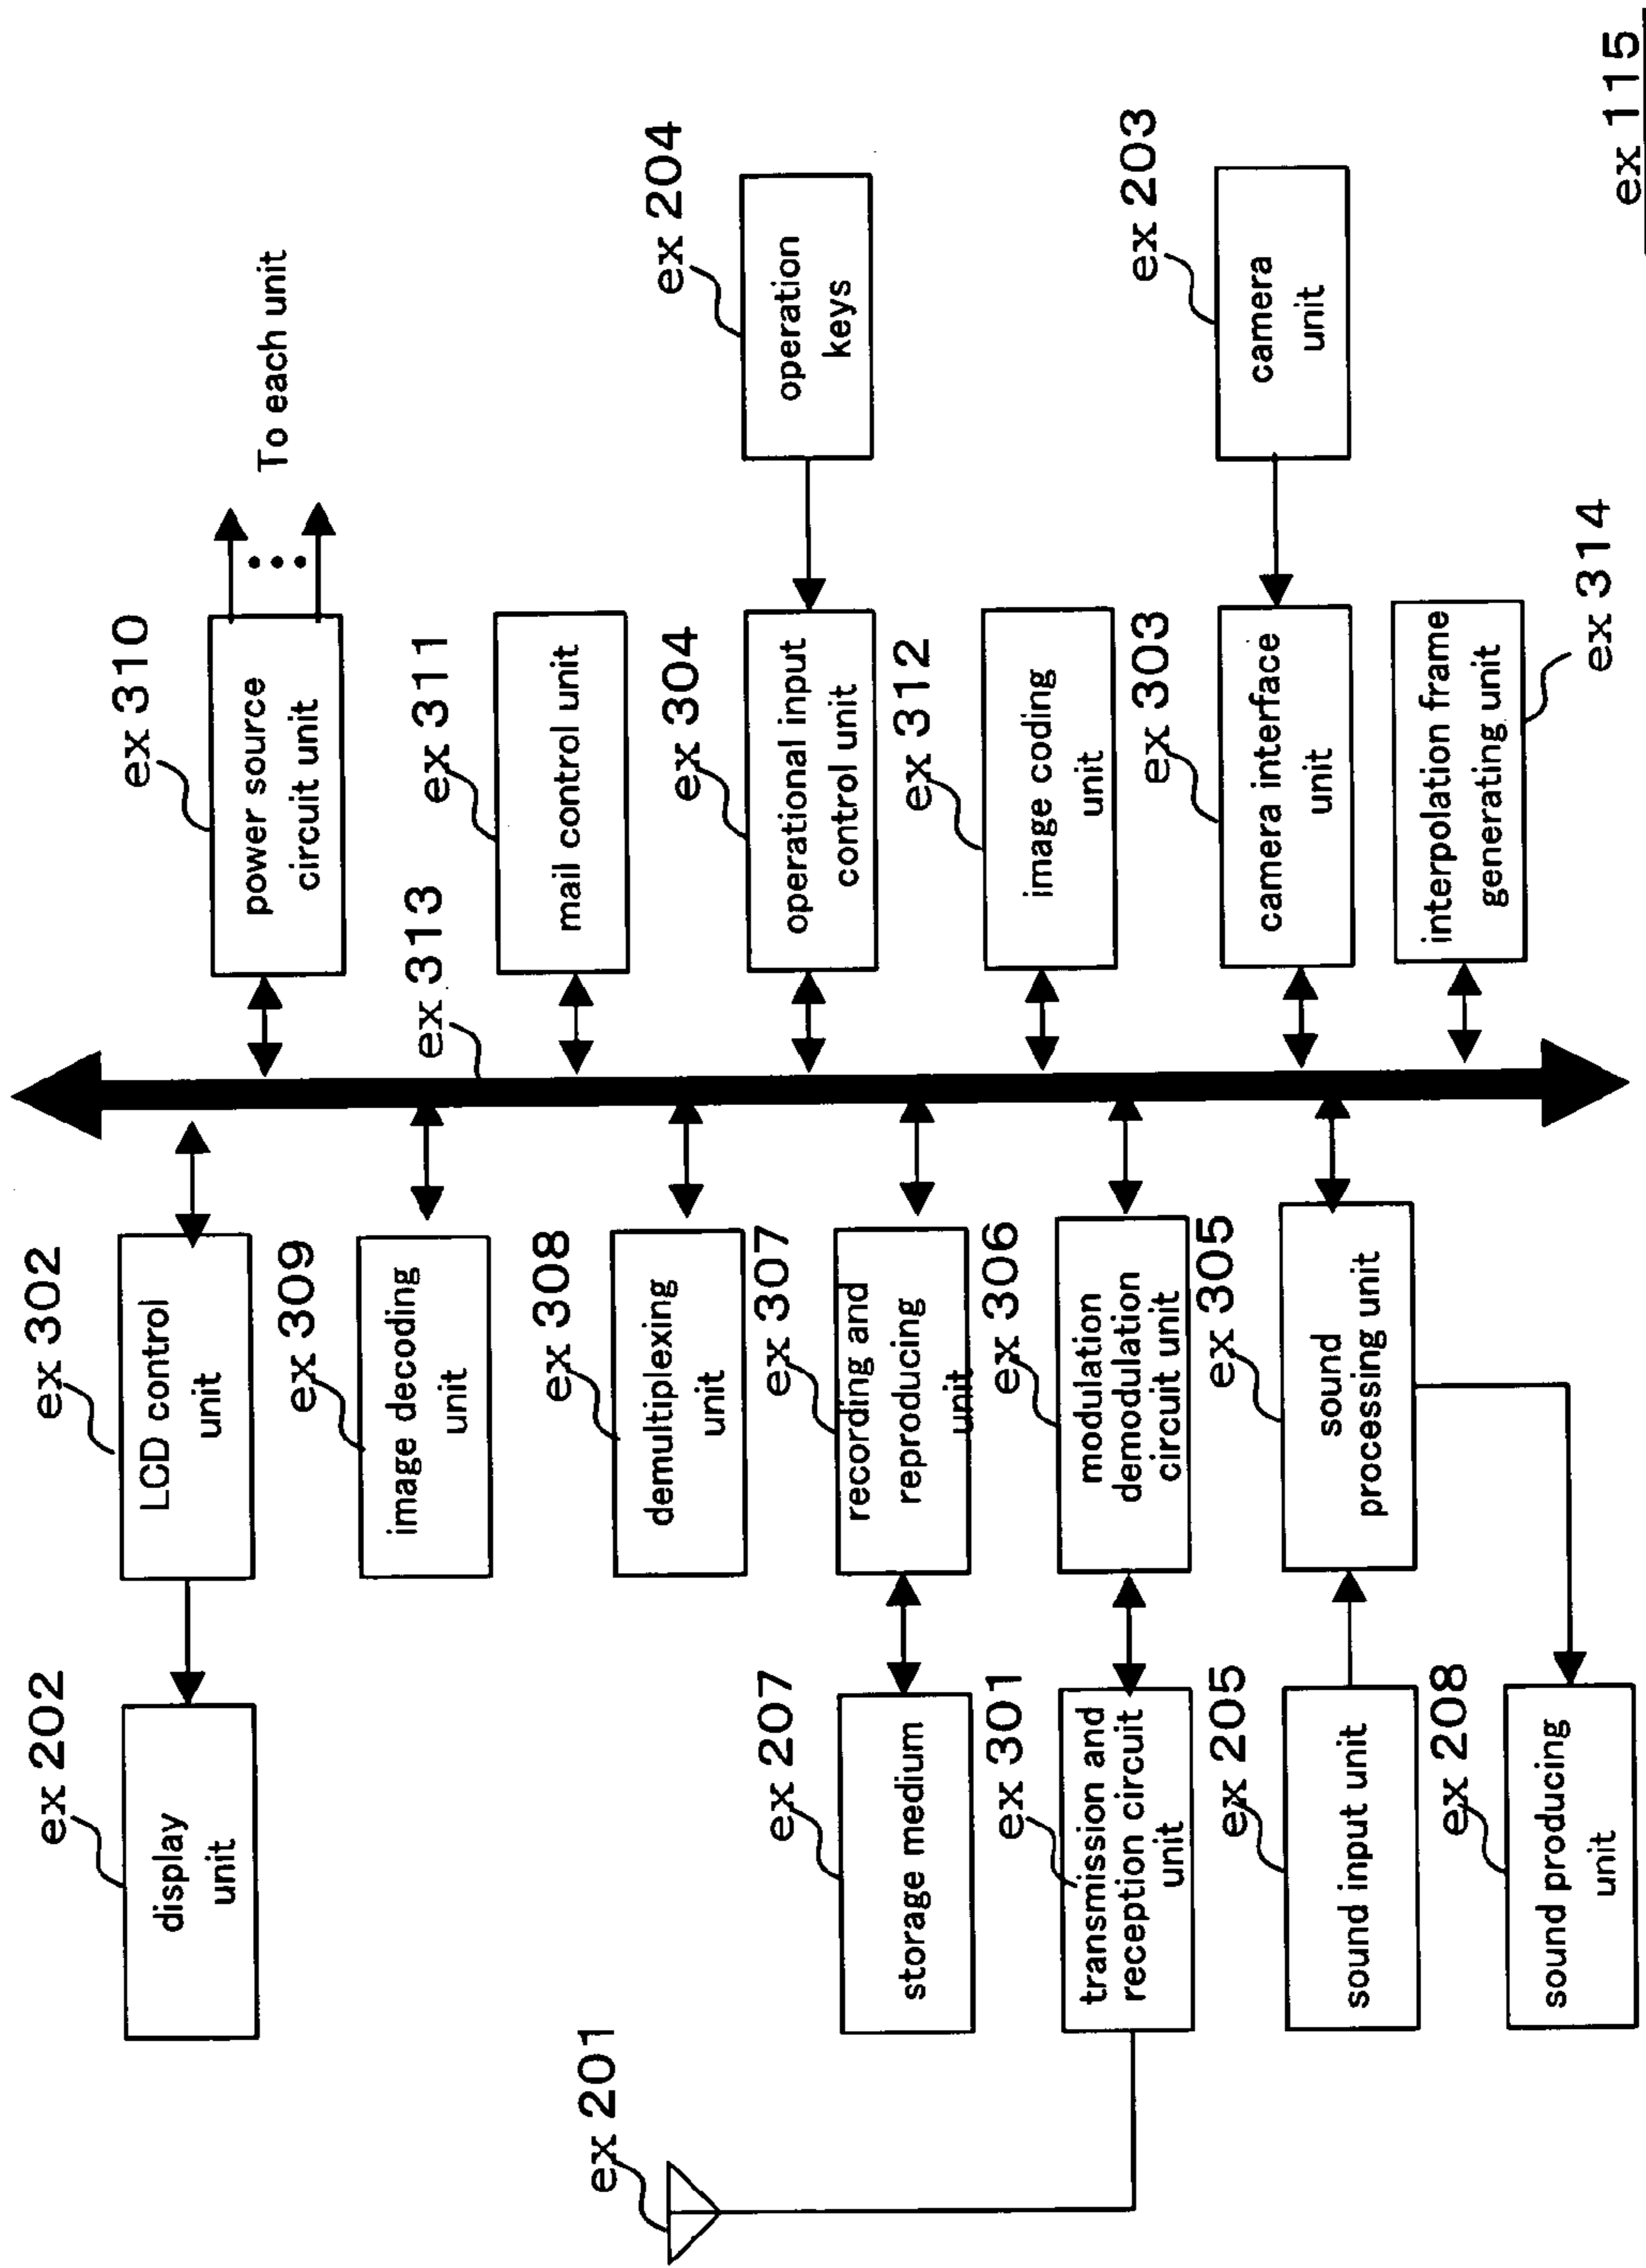 ex 201
ex 202
display
unit
ex 302
LCD control
unit
ex 309
image decoding
unit
ex 308
demultiplexing
unit
ex 207
storage medium
ex 307
recording and
reproducing
unit
ex 301
transmission and
reception circuit
unit
ex 306
modulation
demodulation
circuit unit
ex 205
sound input unit
ex 305
sound
processing unit
ex 208
sound producing
unit
ex 313
ex 310
power source
circuit unit
To each unit
ex 311
mail control unit
ex 304
operational input
control unit
ex 204
operation
keys
ex 312
image coding
unit
ex 303
camera interface
unit
ex 203
camera
unit
interpolation frame
generating unit
ex 314
ex 115